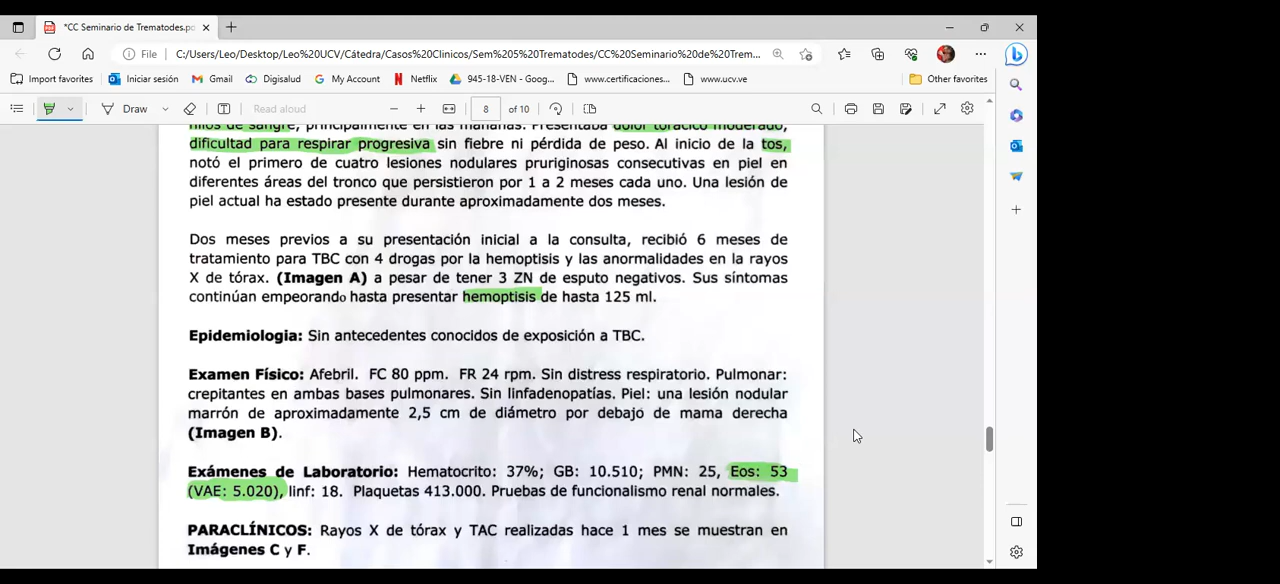 *CC Seminario de Trematodes.pd
File
C:/Users/Leo/Desktop/Leo%20UCV/Cátedra/Casos%20Clinicos/Sem%205%20Trematodes/CC%20Seminario%20de%20Trem...
Import favorites
Iniciar sesión
Gmail
Digisalud
My Account
Netflix
945-18-VEN - Goog...
www.certificaciones...
www.ucv.ve
Other favorites
Draw
Read aloud
8
of 10
hilos de sangre, principalmente en las mañanas. Presentaba dolor torácico moderado,
dificultad para respirar progresiva sin fiebre ni pérdida de peso. Al inicio de la tos,
notó el primero de cuatro lesiones nodulares pruriginosas consecutivas en piel en
diferentes áreas del tronco que persistieron por 1 a 2 meses cada uno. Una lesión de
piel actual ha estado presente durante aproximadamente dos meses.
Dos meses previos a su presentación inicial a la consulta, recibió 6 meses de
tratamiento para TBC con 4 drogas por la hemoptisis y las anormalidades en la rayos
X de tórax. (Imagen A) a pesar de tener 3 ZN de esputo negativos. Sus síntomas
continúan empeorando hasta presentar hemoptisis de hasta 125 ml.
Epidemiologia: Sin antecedentes conocidos de exposición a TBC.
Examen Físico: Afebril. FC 80 ppm. FR 24 rpm. Sin distress respiratorio. Pulmonar:
crepitantes en ambas bases pulmonares. Sin linfadenopatías. Piel: una lesión nodular
marrón de aproximadamente 2,5 cm de diámetro por debajo de mama derecha
(Imagen B).
Exámenes de Laboratorio: Hematocrito: 37%; GB: 10.510; PMN: 25, Eos: 53
(VAE: 5.020), linf: 18. Plaquetas 413.000. Pruebas de funcionalismo renal normales.
PARACLÍNICOS: Rayos X de tórax y TAC realizadas hace 1 mes se muestran en
Imágenes C y F.